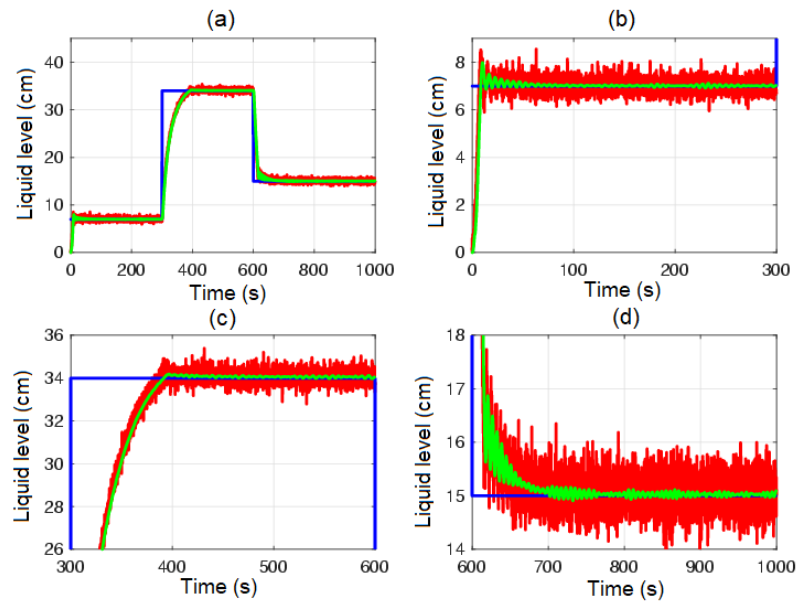 (a)
Liquid level (cm)
40
30
20
10
0
0 200 400 600 800 1000
Time (s)
(b)
Liquid level (cm)
8
6
4
2
0
0 100 200 300
Time (s)
(c)
Liquid level (cm)
36
34
32
30
28
26
300 400 500 600
Time (s)
(d)
Liquid level (cm)
18
17
16
15
14
600 700 800 900 1000
Time (s)